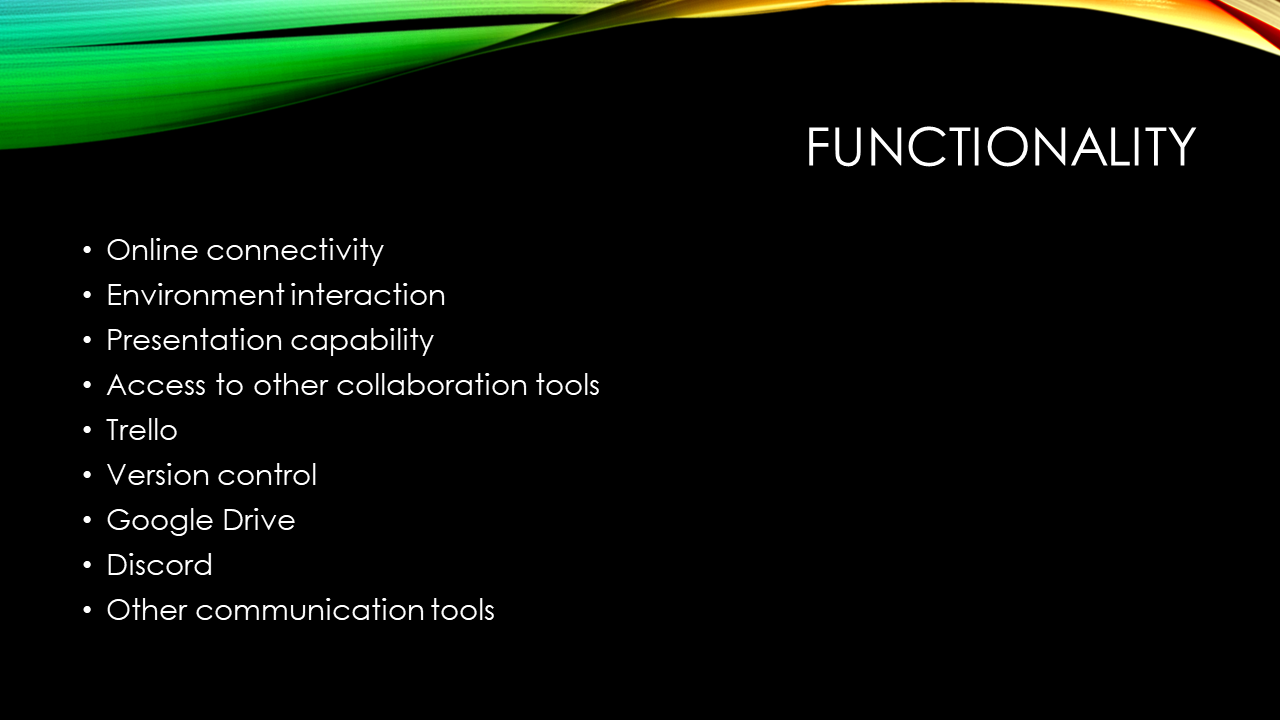 FUNCTIONALITY
• Online connectivity
• Environment interaction
• Presentation capability
• Access to other collaboration tools
• Trello
• Version control
• Google Drive
• Discord
• Other communication tools